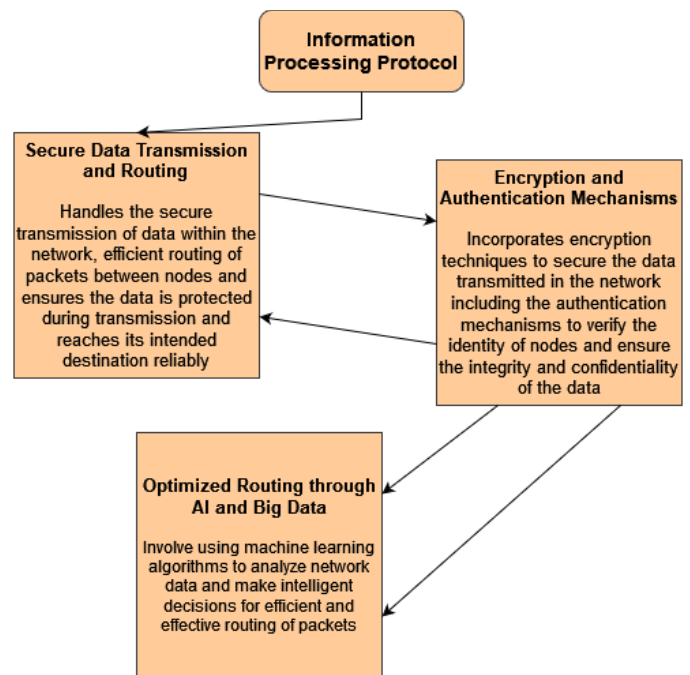 Information
Processing Protocol
Secure Data Transmission
and Routing
Handles the secure
transmission of data within the
network, efficient routing of
packets between nodes and
ensures the data is protected
during transmission and
reaches its intended
destination reliably
Encryption and
Authentication Mechanisms
Incorporates encryption
techniques to secure the data
transmitted in the network
including the authentication
mechanisms to verify the
identity of nodes and ensure
the integrity and confidentiality
of the data
Optimized Routing through
AI and Big Data
Involve using machine learning
algorithms to analyze network
data and make intelligent
decisions for efficient and
effective routing of packets